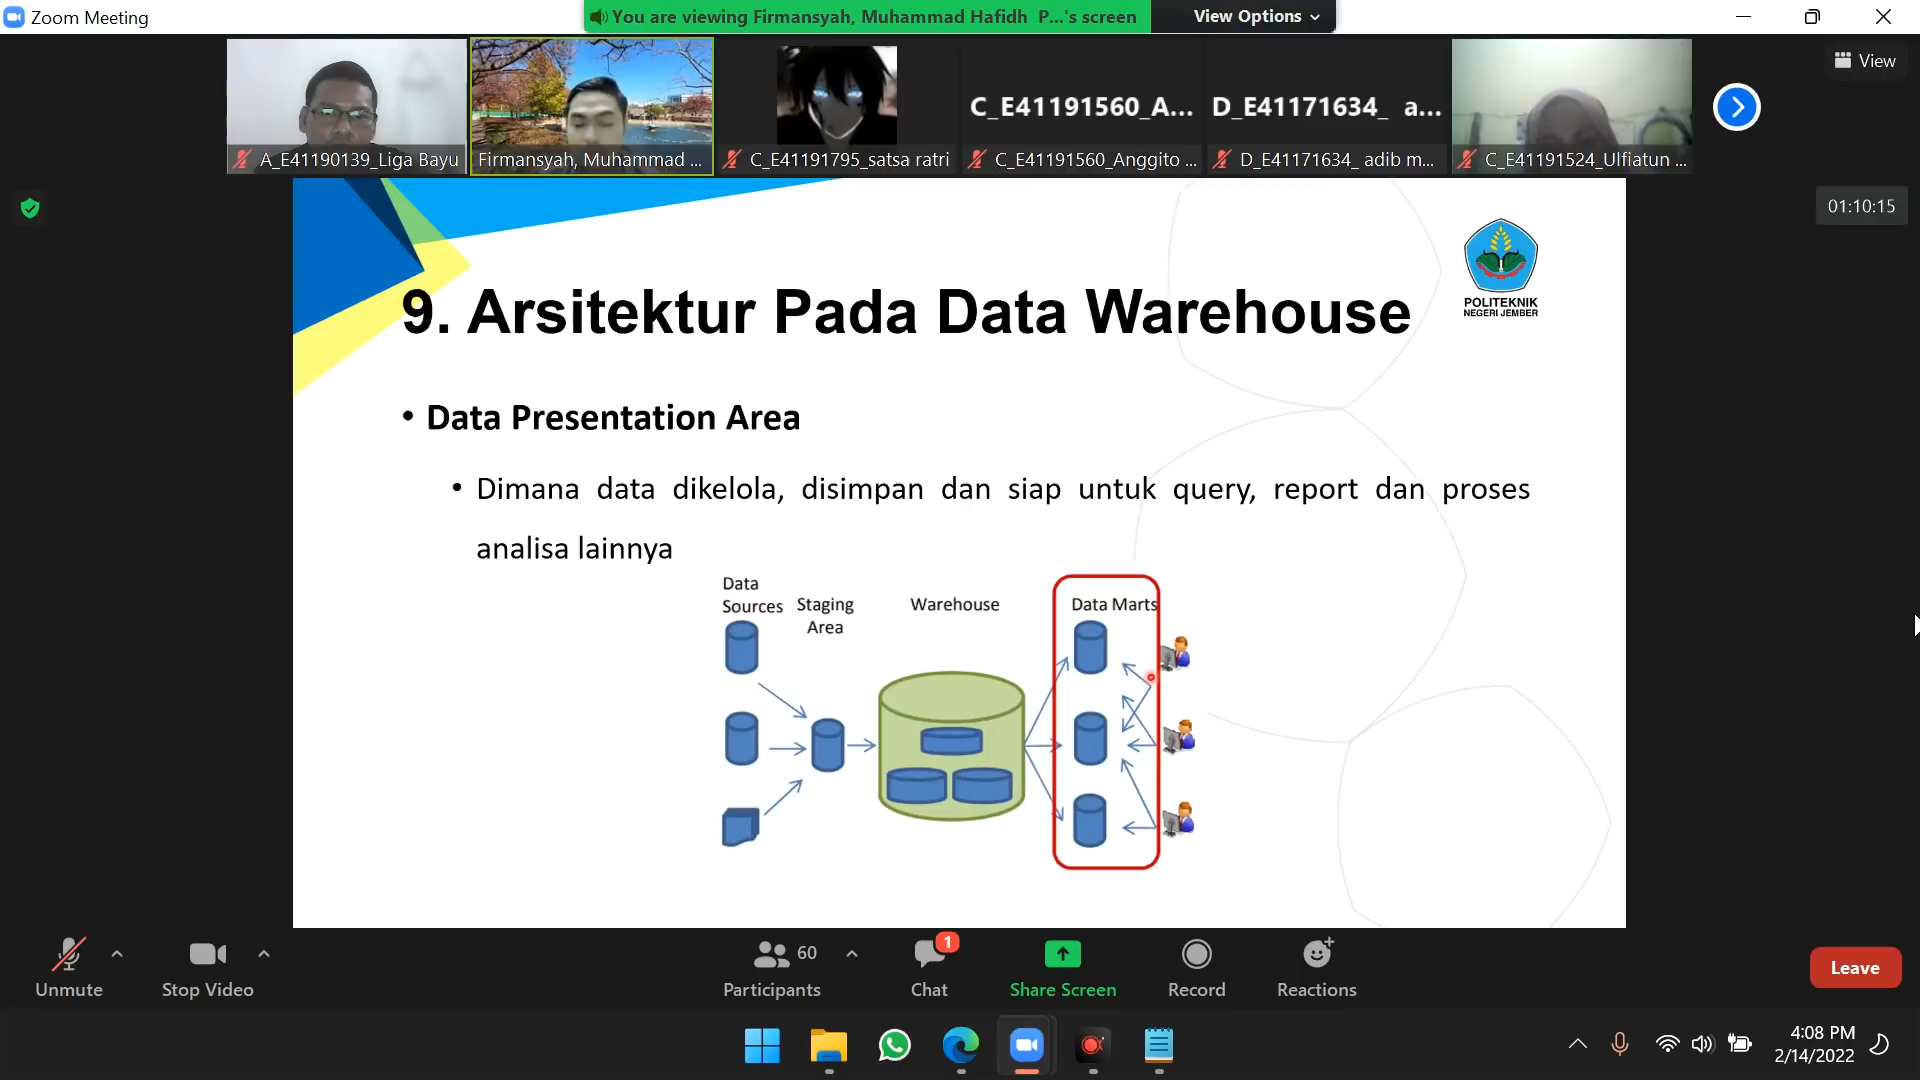 Zoom Meeting
You are viewing Firmansyah, Muhammad Hafidh P...'s screen
View Options
View
A_E41190139_Liga Bayu
Firmansyah, Muhammad ...
C_E41191795_satsa ratri
C_E41191560_A...
C_E41191560_Anggito ...
D_E41171634_ a...
D_E41171634_ adib m...
C_E41191524_Ulfiatun ...
01:10:15
POLITEKNIK
NEGERI JEMBER
9. Arsitektur Pada Data Warehouse
• Data Presentation Area
• Dimana data dikelola, disimpan dan siap untuk query, report dan proses
analisa lainnya
Data
Sources
Staging
Area
Warehouse
Data Marts
Unmute
Stop Video
60
Participants
1
Chat
Share Screen
Record
Reactions
Leave
4:08 PM
2/14/2022